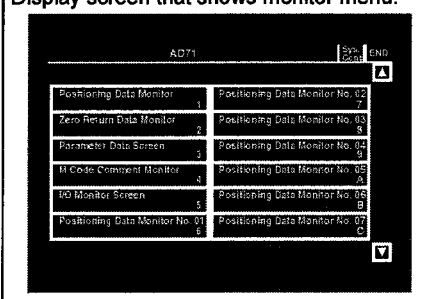 Display screen that shows monitor menu.
AD71
Sys. Conf
END
Positioning Data Monitor 1
Positioning Data Monitor No. 02 7
Zero Return Data Monitor 2
Positioning Data Monitor No. 03 8
Parameter Data Screen 3
Positioning Data Monitor No. 04 9
M Code Comment Monitor 4
Positioning Data Monitor No. 05 A
I/O Monitor Screen 5
Positioning Data Monitor No. 06 B
Positioning Data Monitor No. 01 6
Positioning Data Monitor No. 07 C